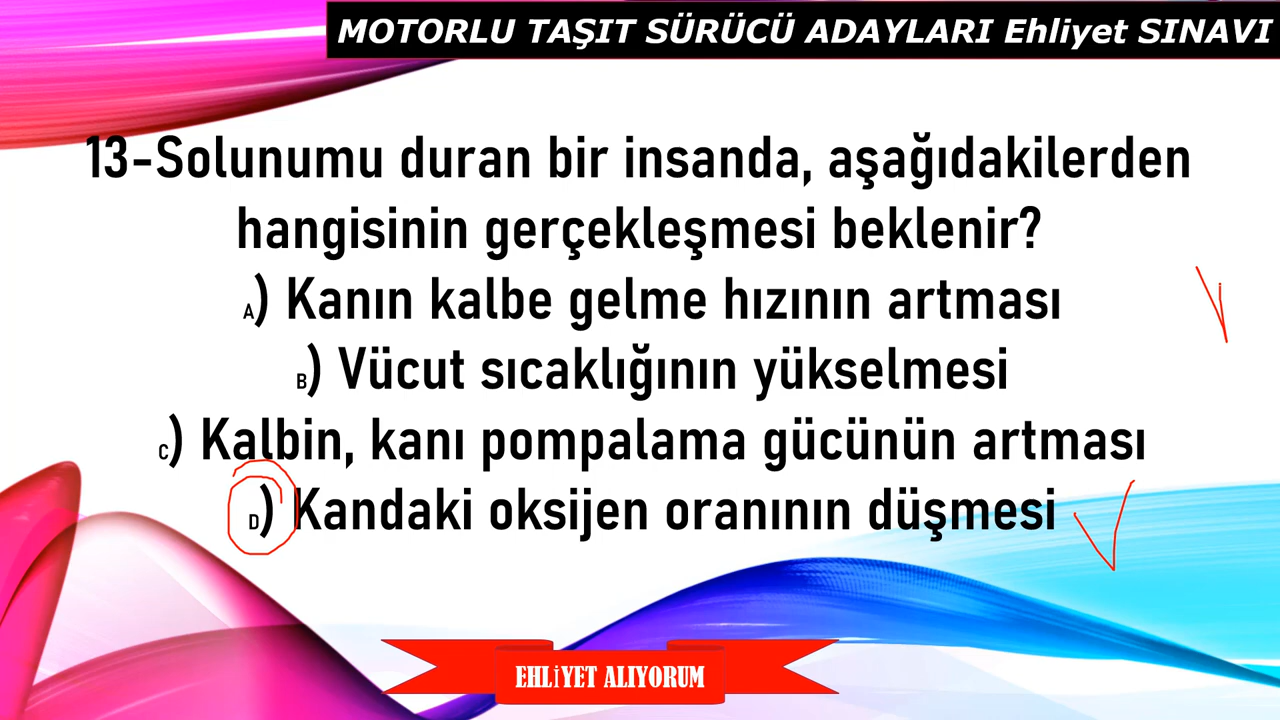 MOTORLU TAŞIT SÜRÜCÜ ADAYLARI Ehliyet SINAVI
13-Solunumu duran bir insanda, aşağıdakilerden
hangisinin gerçekleşmesi beklenir?
A) Kanın kalbe gelme hızının artması
B) Vücut sıcaklığının yükselmesi
C) Kalbin, kanı pompalama gücünün artması
D) Kandaki oksijen oranının düşmesi
EHLİYET ALIYORUM